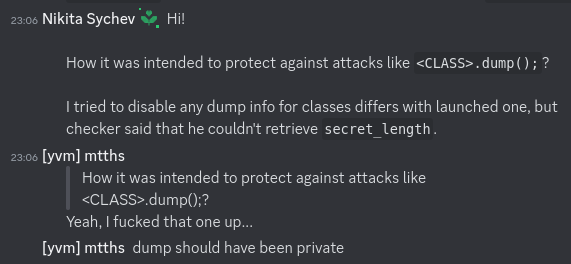 23:06 Nikita Sychev Hi!
How it was intended to protect against attacks like <CLASS>.dump();?
I tried to disable any dump info for classes differs with launched one, but
checker said that he couldn't retrieve secret_length.
23:06 [yvm] mtths
How it was intended to protect against attacks like
<CLASS>.dump();?
Yeah, I fucked that one up...
[yvm] mtths dump should have been private